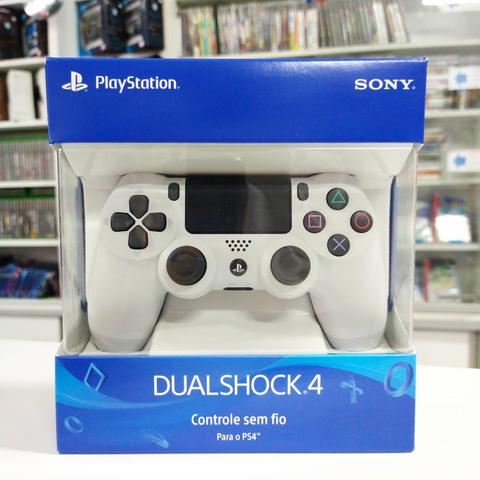 PlayStation.
SONY
DUALSHOCK.4
Controle sem fio
Para o PS4™